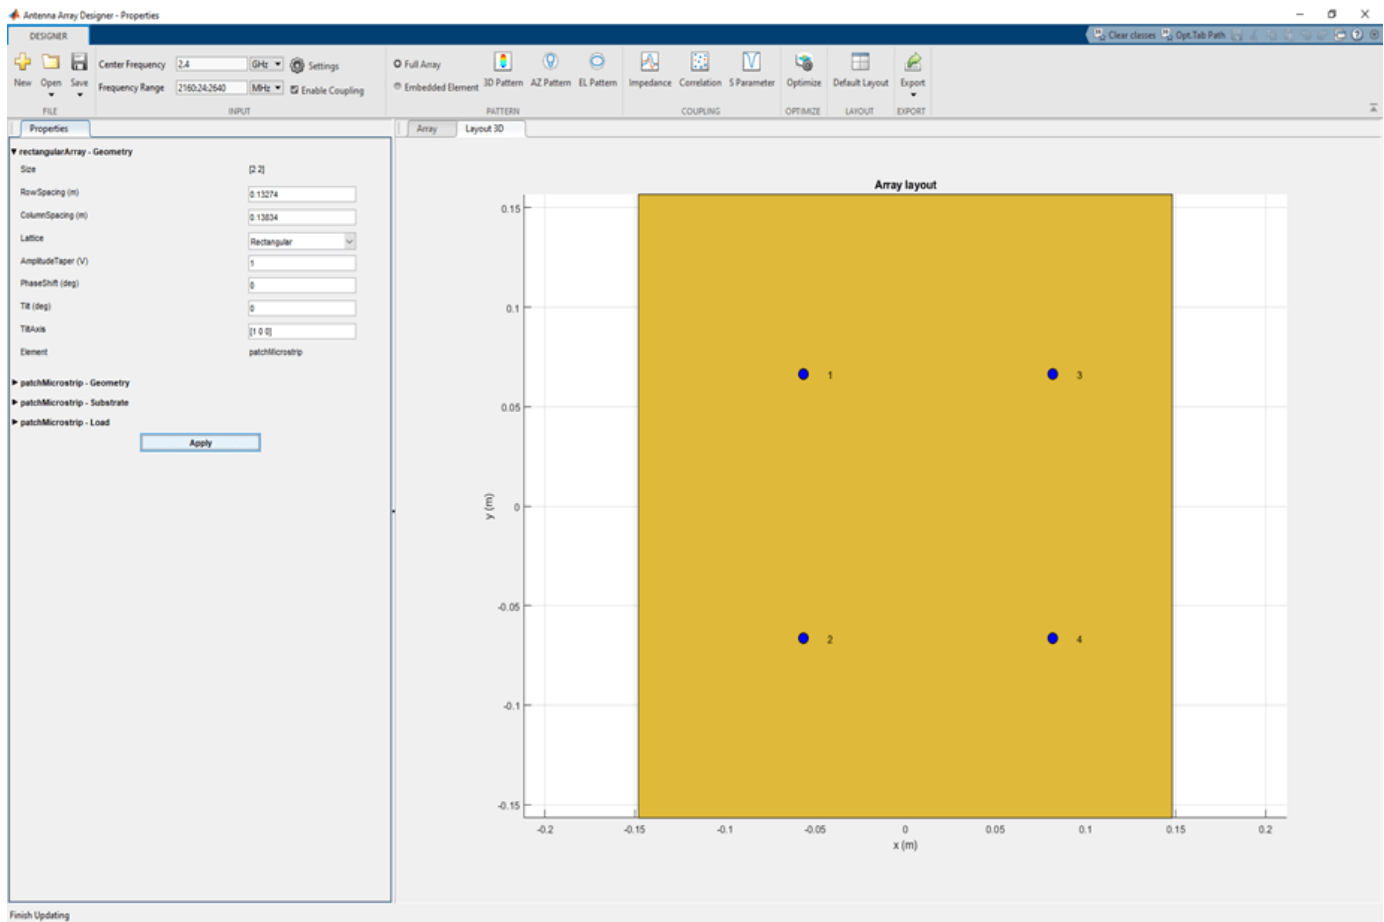 Antenna Array Designer - Properties
DESIGNER
Clear classes Opt.Tab Path
New Open Save
FILE
Center Frequency 2.4 GHz Settings
Frequency Range 2160:24:2640 MHz Enable Coupling
INPUT
Full Array
Embedded Element
3D Pattern AZ Pattern EL Pattern
PATTERN
Impedance Correlation S Parameter
COUPLING
Optimize
OPTIMIZE
Default Layout
LAYOUT
Export
EXPORT
Properties
rectangularArray - Geometry
Size [2 2]
RowSpacing (m) 0.13274
ColumnSpacing (m) 0.13834
Lattice Rectangular
AmplitudeTaper (V) 1
PhaseShift (deg) 0
Tilt (deg) 0
TiltAxis [1 0 0]
Element patchMicrostrip
patchMicrostrip - Geometry
patchMicrostrip - Substrate
patchMicrostrip - Load
Apply
Array Layout 3D
Array layout
0.15
0.1
1 3
0.05
y (m)
0
-0.05
2 4
-0.1
-0.15
-0.2 -0.15 -0.1 -0.05 0 0.05 0.1 0.15 0.2
x (m)
Finish Updating